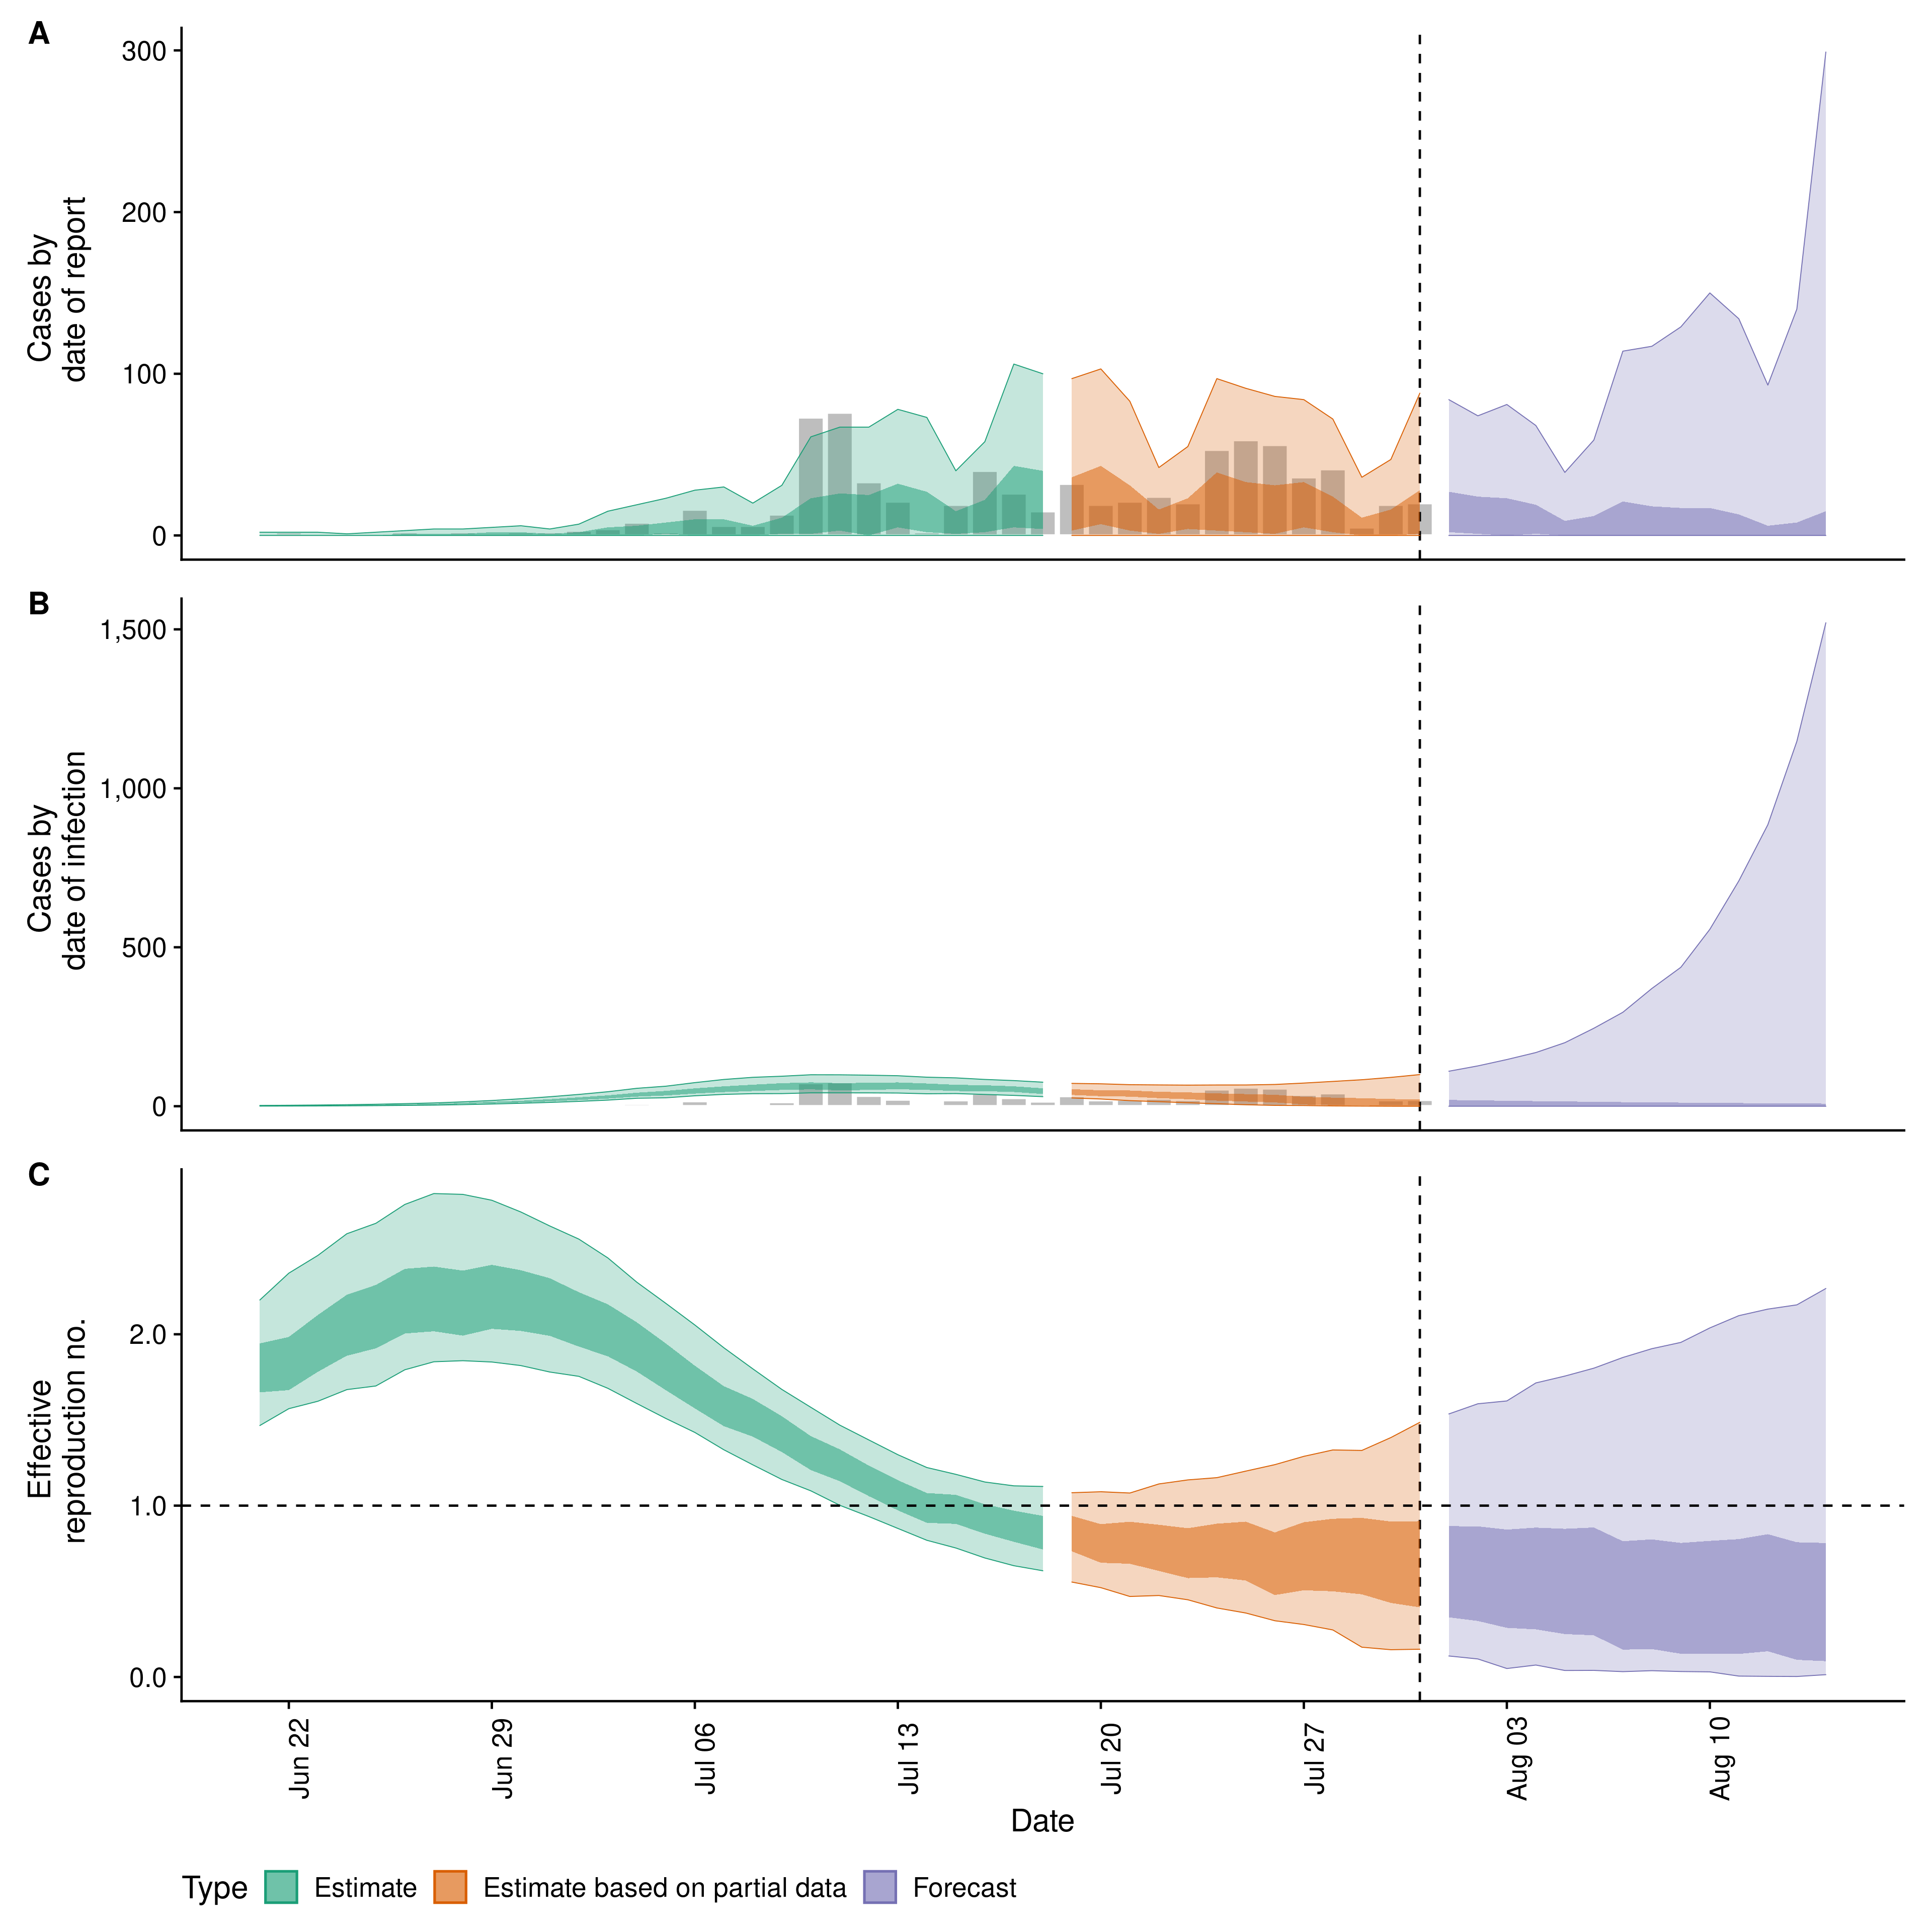 A
300
200
100
0
Cases by
date of report
B
1,500
1,000
500
0
Cases by
date of infection
C
2.0
1.0
0.0
Effective
reproduction no.
Jun 22
Jun 29
Jul 06
Jul 13
Jul 20
Jul 27
Aug 03
Aug 10
Date
Type Estimate Estimate based on partial data Forecast